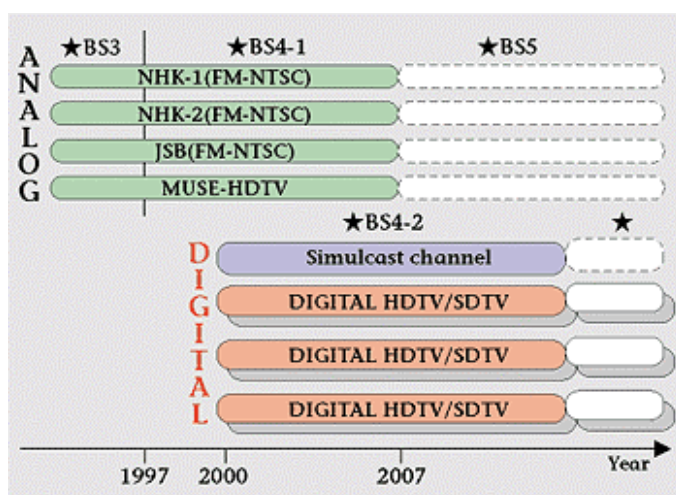 ★BS3 ★BS4-1 ★BS5
ANALOG
NHK-1(FM-NTSC)
NHK-2(FM-NTSC)
JSB(FM-NTSC)
MUSE-HDTV
★BS4-2 ★
DIGITAL
Simulcast channel
DIGITAL HDTV/SDTV
DIGITAL HDTV/SDTV
DIGITAL HDTV/SDTV
1997 2000 2007 Year